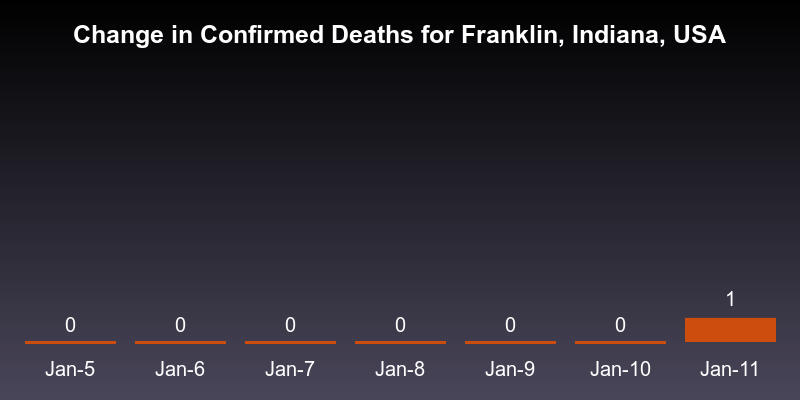 Change in Confirmed Deaths for Franklin, Indiana, USA
0 0 0 0 0 0 1
Jan-5 Jan-6 Jan-7 Jan-8 Jan-9 Jan-10 Jan-11